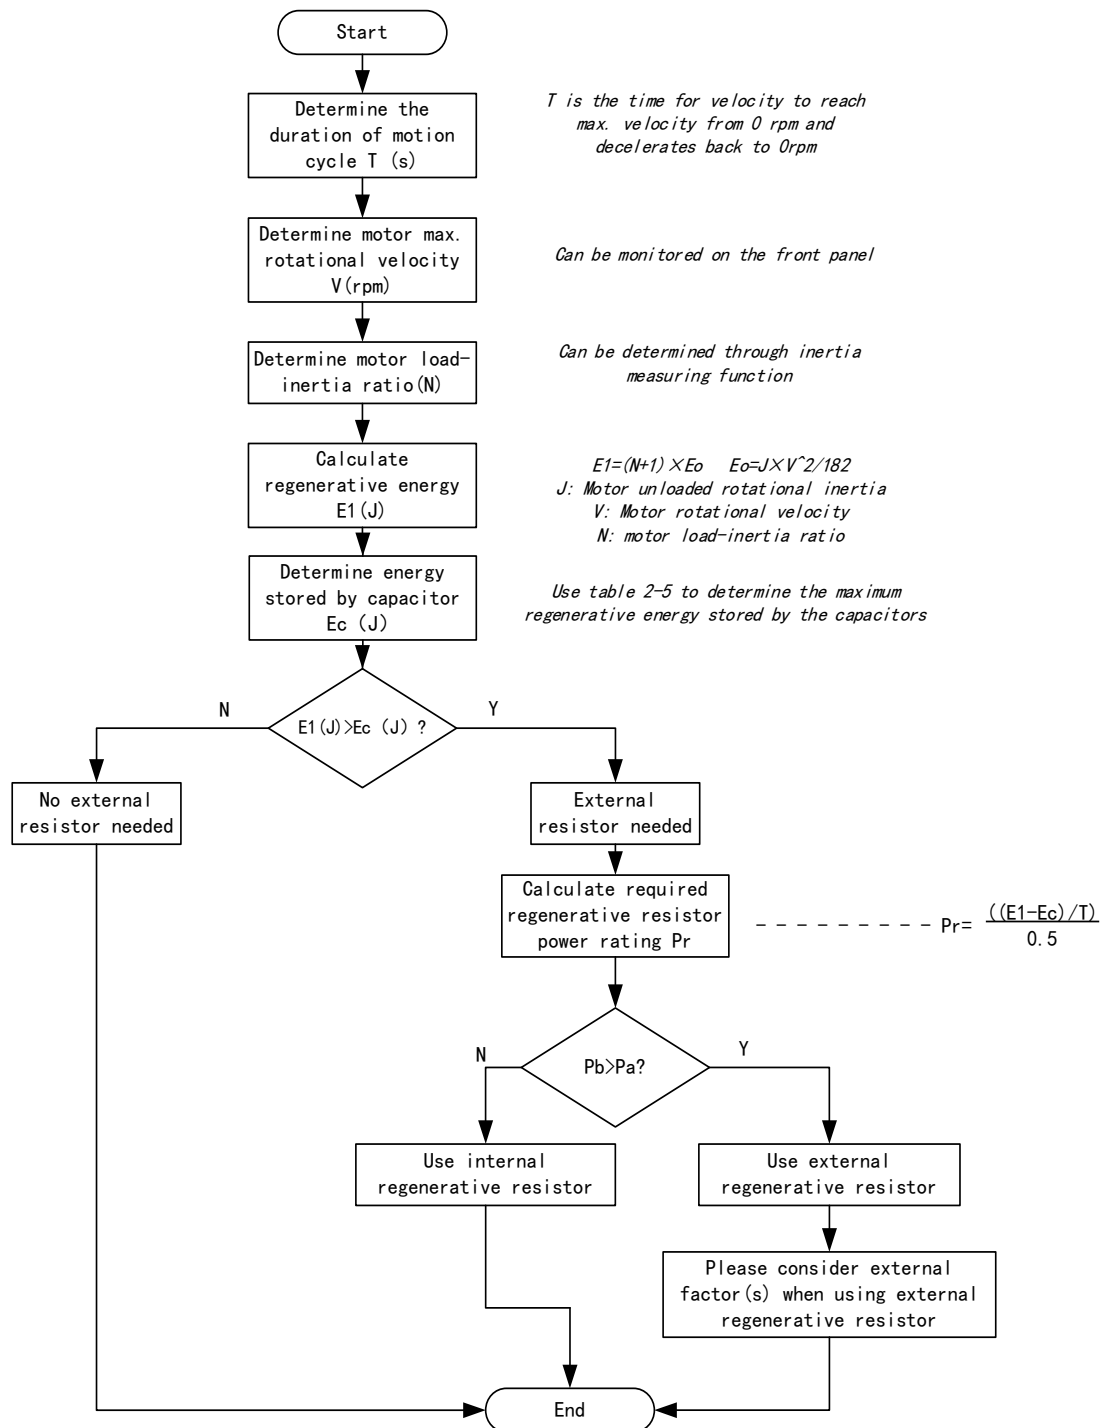 Start
Determine the
duration of motion
cycle T (s)
T is the time for velocity to reach
max. velocity from 0 rpm and
decelerates back to 0rpm
Determine motor max.
rotational velocity
V(rpm)
Can be monitored on the front panel
Determine motor load-
inertia ratio(N)
Can be determined through inertia
measuring function
Calculate
regenerative energy
E1(J)
E1=(N+1)×Eo Eo=J×V^2/182
J: Motor unloaded rotational inertia
V: Motor rotational velocity
N: motor load-inertia ratio
Determine energy
stored by capacitor
Ec (J)
Use table 2-5 to determine the maximum
regenerative energy stored by the capacitors
N
Y
E1(J)>Ec (J) ?
No external
resistor needed
External
resistor needed
Calculate required
regenerative resistor
power rating Pr
Pr= ((E1-Ec)/T)
0.5
N
Y
Pb>Pa?
Use internal
regenerative resistor
Use external
regenerative resistor
Please consider external
factor(s) when using external
regenerative resistor
End